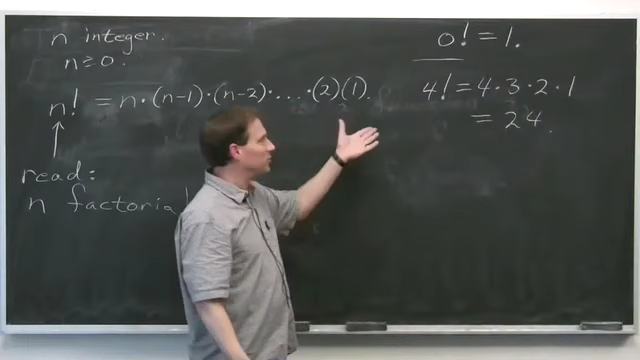 n integer.
n ≥ 0.
n! = n·(n-1)·(n-2)·....·(2)(1).
read:
n factorial
0! = 1.
4! = 4·3·2·1
= 24.